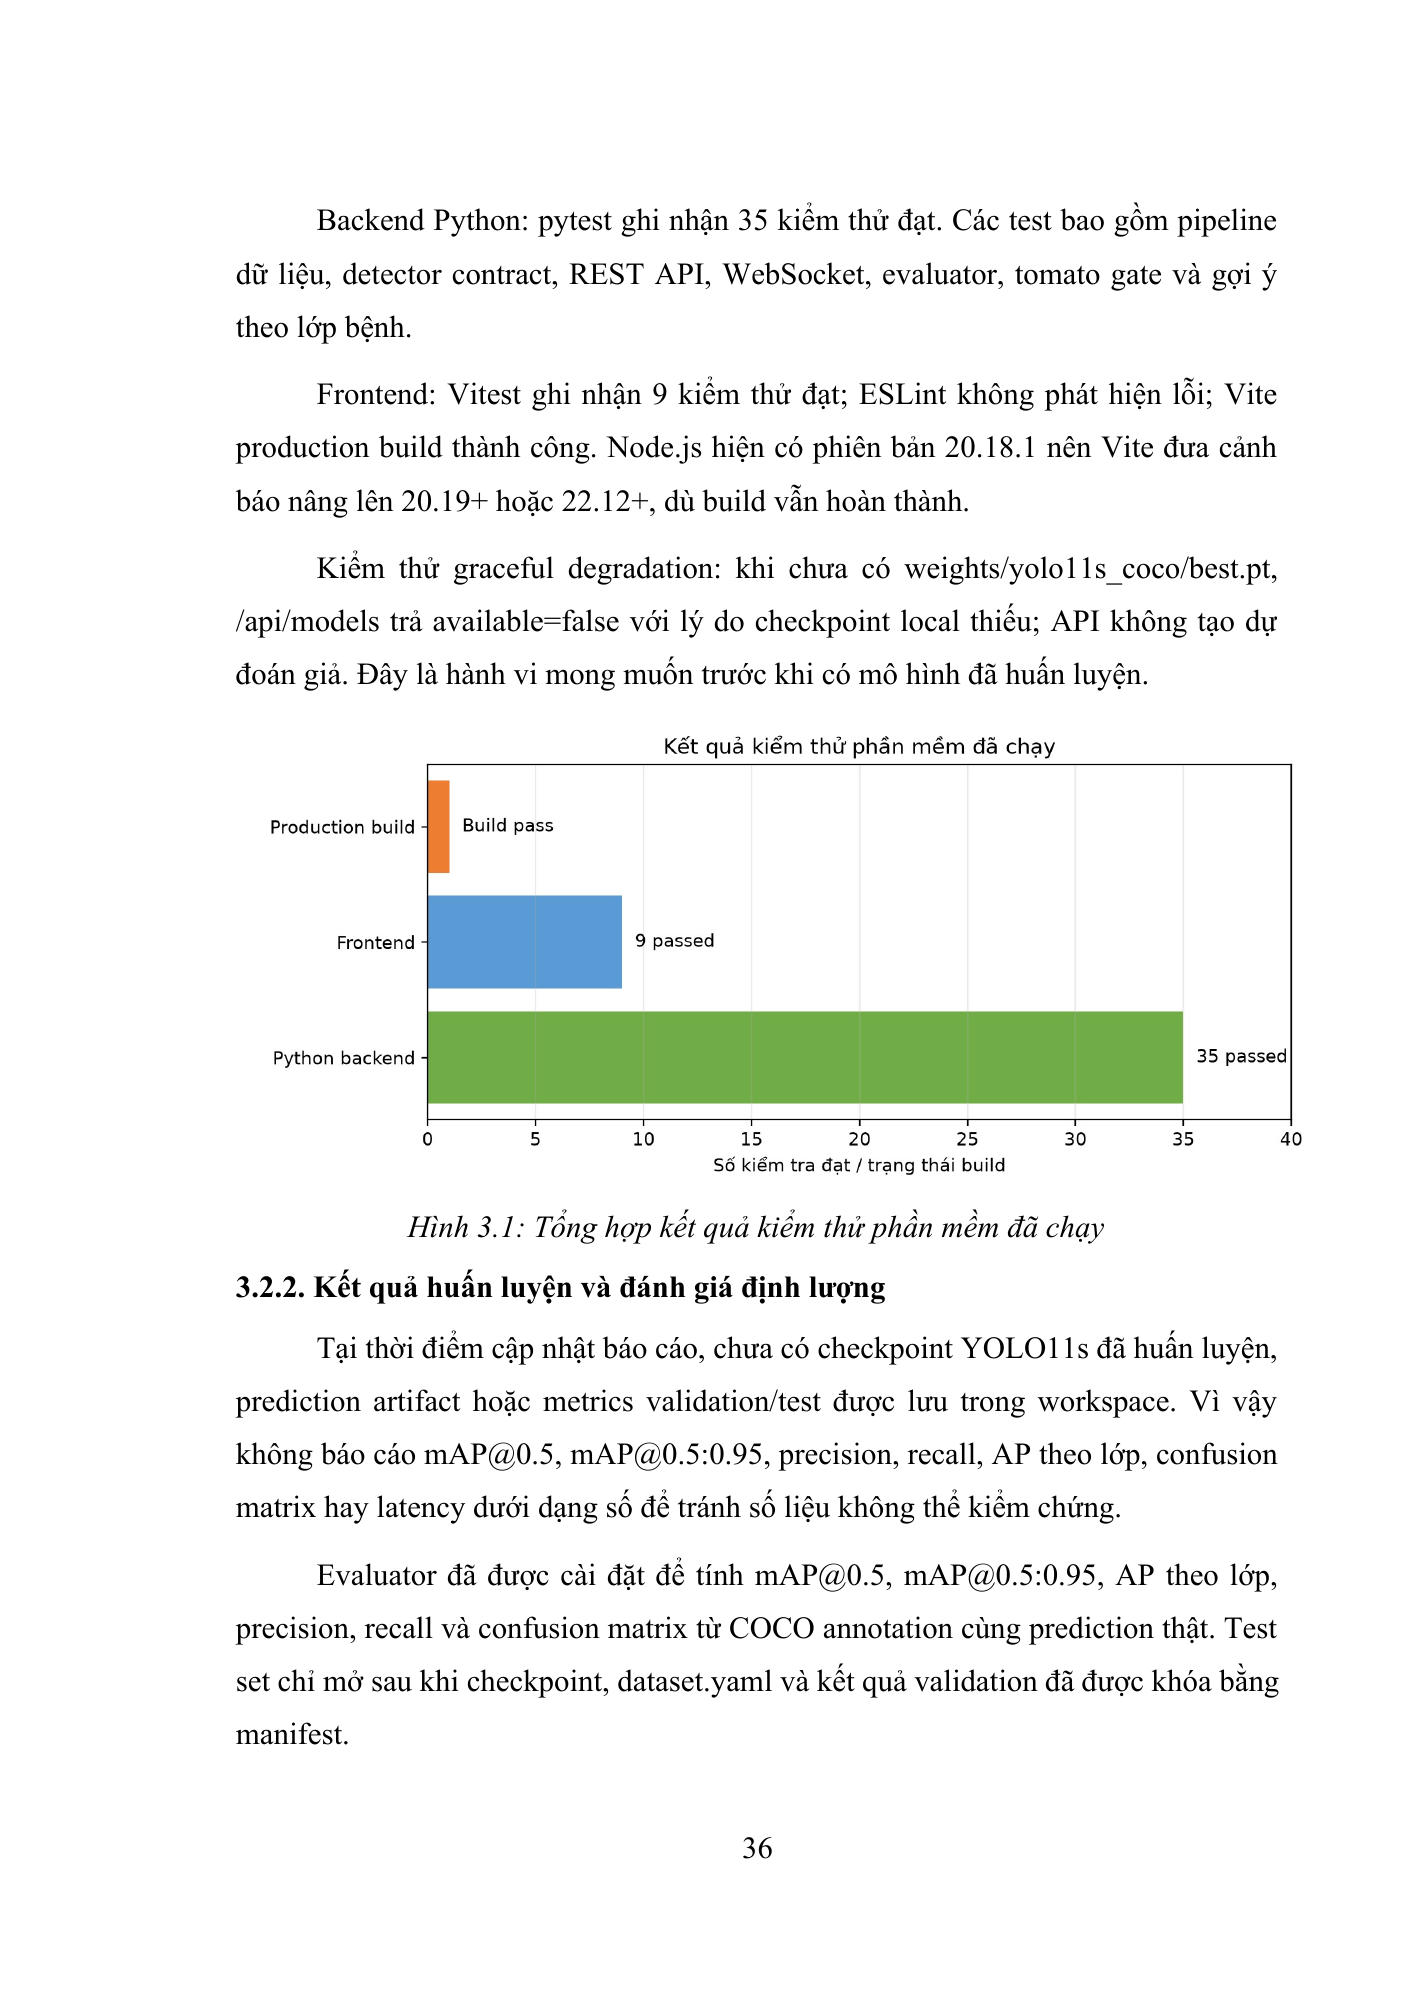 Backend Python: pytest ghi nhận 35 kiểm thử đạt. Các test bao gồm pipeline
dữ liệu, detector contract, REST API, WebSocket, evaluator, tomato gate và gợi ý
theo lớp bệnh.
Frontend: Vitest ghi nhận 9 kiểm thử đạt; ESLint không phát hiện lỗi; Vite
production build thành công. Node.js hiện có phiên bản 20.18.1 nên Vite đưa cảnh
báo nâng lên 20.19+ hoặc 22.12+, dù build vẫn hoàn thành.
Kiểm thử graceful degradation: khi chưa có weights/yolo11s_coco/best.pt,
/api/models trả available=false với lý do checkpoint local thiếu; API không tạo dự
đoán giả. Đây là hành vi mong muốn trước khi có mô hình đã huấn luyện.
Kết quả kiểm thử phần mềm đã chạy
Production build
Build pass
Frontend
9 passed
Python backend
35 passed
0 5 10 15 20 25 30 35 40
Số kiểm tra đạt / trạng thái build
Hình 3.1: Tổng hợp kết quả kiểm thử phần mềm đã chạy
3.2.2. Kết quả huấn luyện và đánh giá định lượng
Tại thời điểm cập nhật báo cáo, chưa có checkpoint YOLO11s đã huấn luyện,
prediction artifact hoặc metrics validation/test được lưu trong workspace. Vì vậy
không báo cáo mAP@0.5, mAP@0.5:0.95, precision, recall, AP theo lớp, confusion
matrix hay latency dưới dạng số để tránh số liệu không thể kiểm chứng.
Evaluator đã được cài đặt để tính mAP@0.5, mAP@0.5:0.95, AP theo lớp,
precision, recall và confusion matrix từ COCO annotation cùng prediction thật. Test
set chỉ mở sau khi checkpoint, dataset.yaml và kết quả validation đã được khóa bằng
manifest.
36